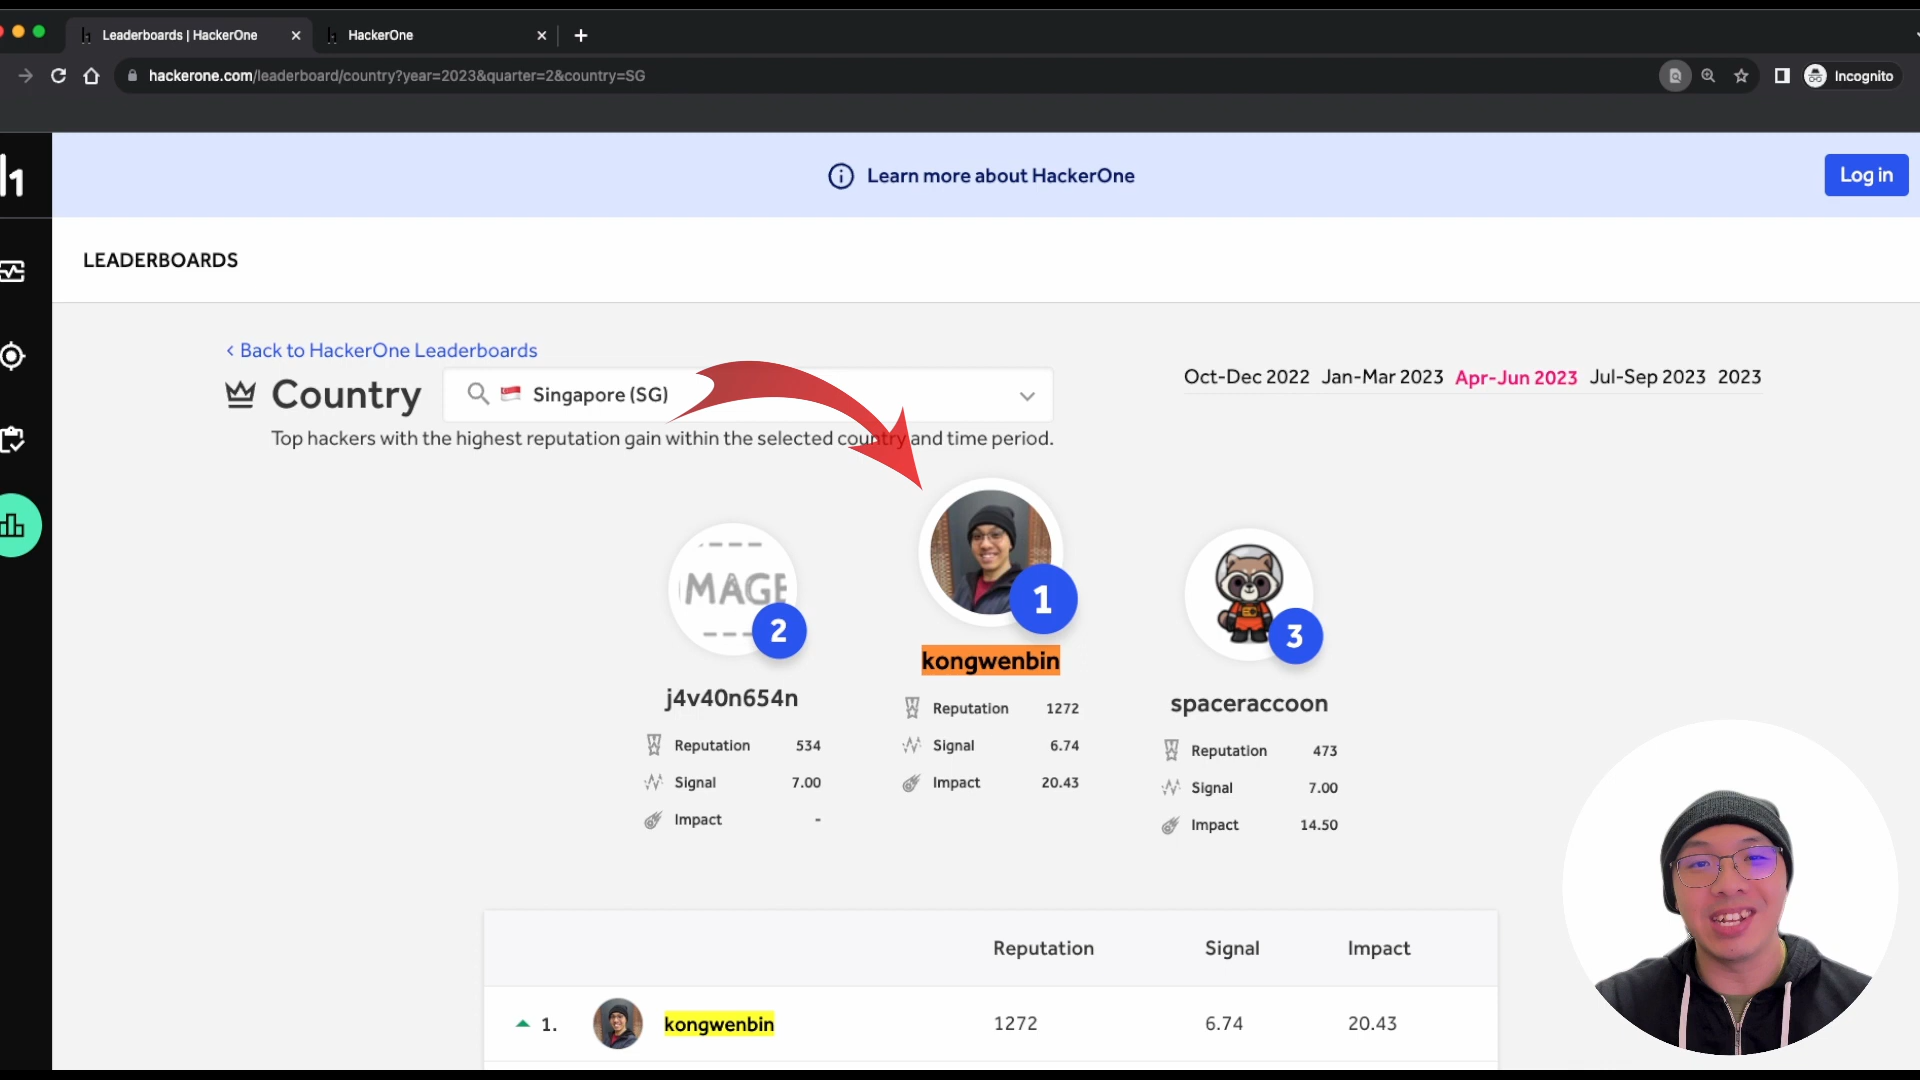 Leaderboards | HackerOne
HackerOne
hackerone.com/leaderboard/country?year=2023&quarter=2&country=SG
Incognito
h1
Learn more about HackerOne
Log in
LEADERBOARDS
< Back to HackerOne Leaderboards
Country
Singapore (SG)
Oct-Dec 2022 Jan-Mar 2023 Apr-Jun 2023 Jul-Sep 2023 2023
Top hackers with the highest reputation gain within the selected country and time period.
MAGE
2
1
3
j4v40n654n
Reputation 534
Signal 7.00
Impact -
kongwenbin
Reputation 1272
Signal 6.74
Impact 20.43
spaceraccoon
Reputation 473
Signal 7.00
Impact 14.50
Reputation Signal Impact
1. kongwenbin 1272 6.74 20.43